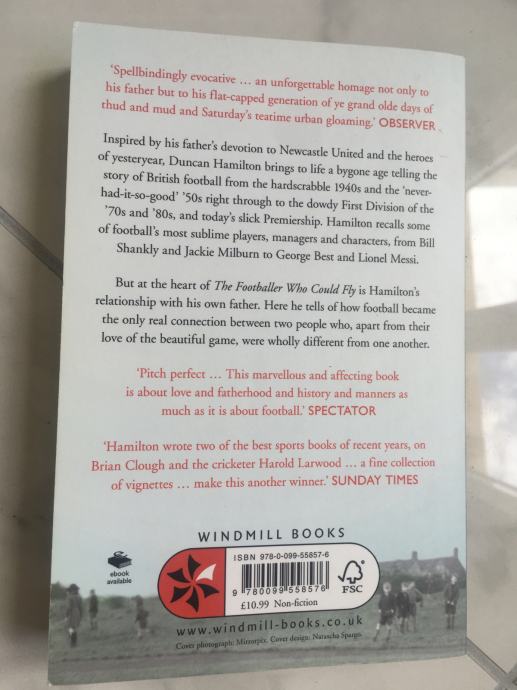 ‘Spellbindingly evocative … an unforgettable homage not only to
his father but to his flat-capped generation of ye grand olde days of
thud and mud and Saturday’s teatime urban gloaming.’ OBSERVER
Inspired by his father’s devotion to Newcastle United and the heroes
of yesteryear, Duncan Hamilton brings to life a bygone age telling the
story of British football from the hardscrabble 1940s and the ‘never-
had-it-so-good’ ’50s right through to the dowdy First Division of the
’70s and ’80s, and today’s slick Premiership. Hamilton recalls some
of football’s most sublime players, managers and characters, from Bill
Shankly and Jackie Milburn to George Best and Lionel Messi.
But at the heart of The Footballer Who Could Fly is Hamilton’s
relationship with his own father. Here he tells of how football became
the only real connection between two people who, apart from their
love of the beautiful game, were wholly different from one another.
‘Pitch perfect … This marvellous and affecting book
is about love and fatherhood and history and manners as
much as it is about football.’ SPECTATOR
‘Hamilton wrote two of the best sports books of recent years, on
Brian Clough and the cricketer Harold Larwood … a fine collection
of vignettes … make this another winner.’ SUNDAY TIMES
WINDMILL BOOKS
ebook
available
ISBN 978-0-099-55857-6
9 780099 558576
£10.99 Non-fiction
FSC
www.windmill-books.co.uk
Cover photograph: Mirrorpix. Cover design: Natascha Spargo.